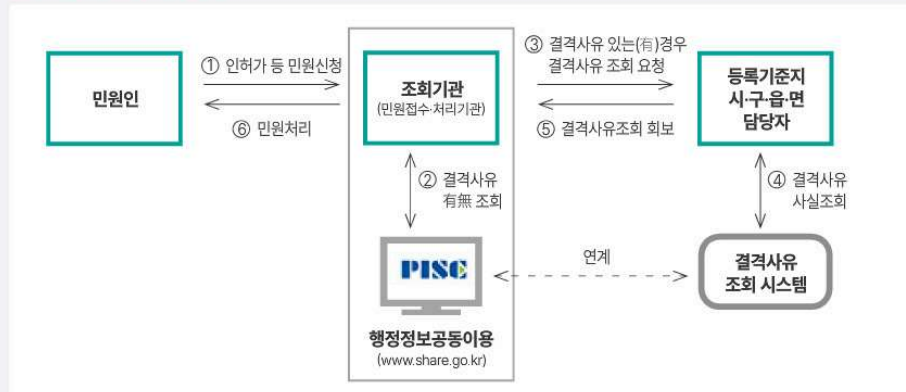 민원인
① 인허가 등 민원신청
⑥ 민원처리
조회기관
(민원접수·처리기관)
③ 결격사유 있는(有)경우
결격사유 조회 요청
⑤ 결격사유조회 회보
등록기준지
시·구·읍·면
담당자
② 결격사유
有無 조회
④ 결격사유
사실조회
PISC
연계
결격사유
조회 시스템
행정정보공동이용
(www.share.go.kr)